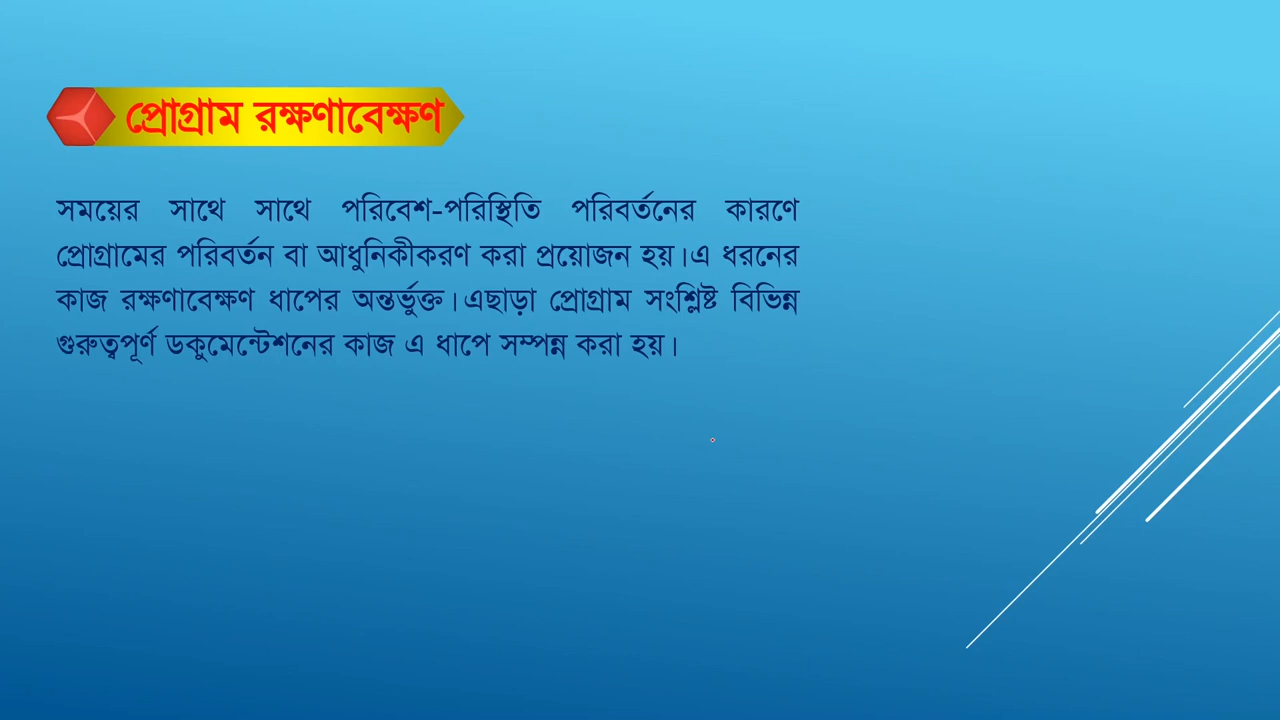 প্রোগ্রাম রক্ষণাবেক্ষণ
সময়ের সাথে সাথে পরিবেশ-পরিস্থিতি পরিবর্তনের কারণে
প্রোগ্রামের পরিবর্তন বা আধুনিকীকরণ করা প্রয়োজন হয়। এ ধরনের
কাজ রক্ষণাবেক্ষণ ধাপের অন্তর্ভুক্ত। এছাড়া প্রোগ্রাম সংশ্লিষ্ট বিভিন্ন
গুরুত্বপূর্ণ ডকুমেন্টেশনের কাজ এ ধাপে সম্পন্ন করা হয়।